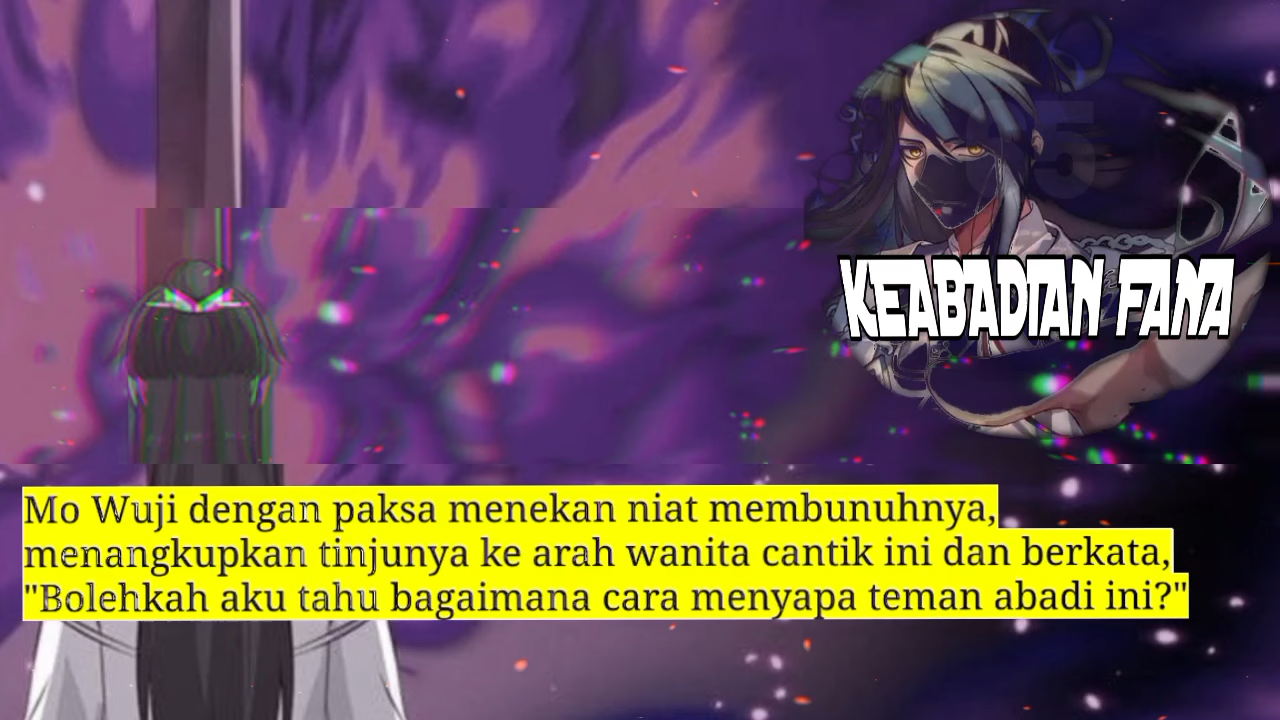 KEABADIAN FANA
Mo Wuji dengan paksa menekan niat membunuhnya,
menangkupkan tinjunya ke arah wanita cantik ini dan berkata,
"Bolehkah aku tahu bagaimana cara menyapa teman abadi ini?"